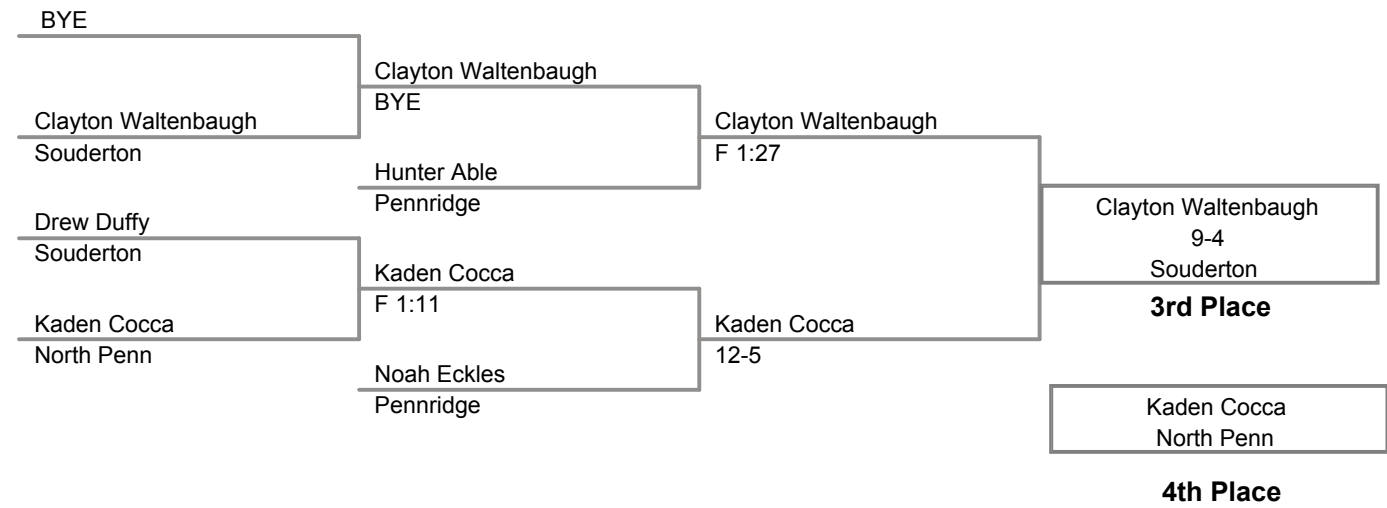 BYE
Clayton Waltenbaugh
Souderton
Drew Duffy
Souderton
Kaden Cocca
North Penn
Clayton Waltenbaugh
BYE
Hunter Able
Pennridge
Kaden Cocca
F 1:11
Noah Eckles
Pennridge
Clayton Waltenbaugh
F 1:27
Kaden Cocca
12-5
Clayton Waltenbaugh
9-4
Souderton
3rd Place
Kaden Cocca
North Penn
4th Place